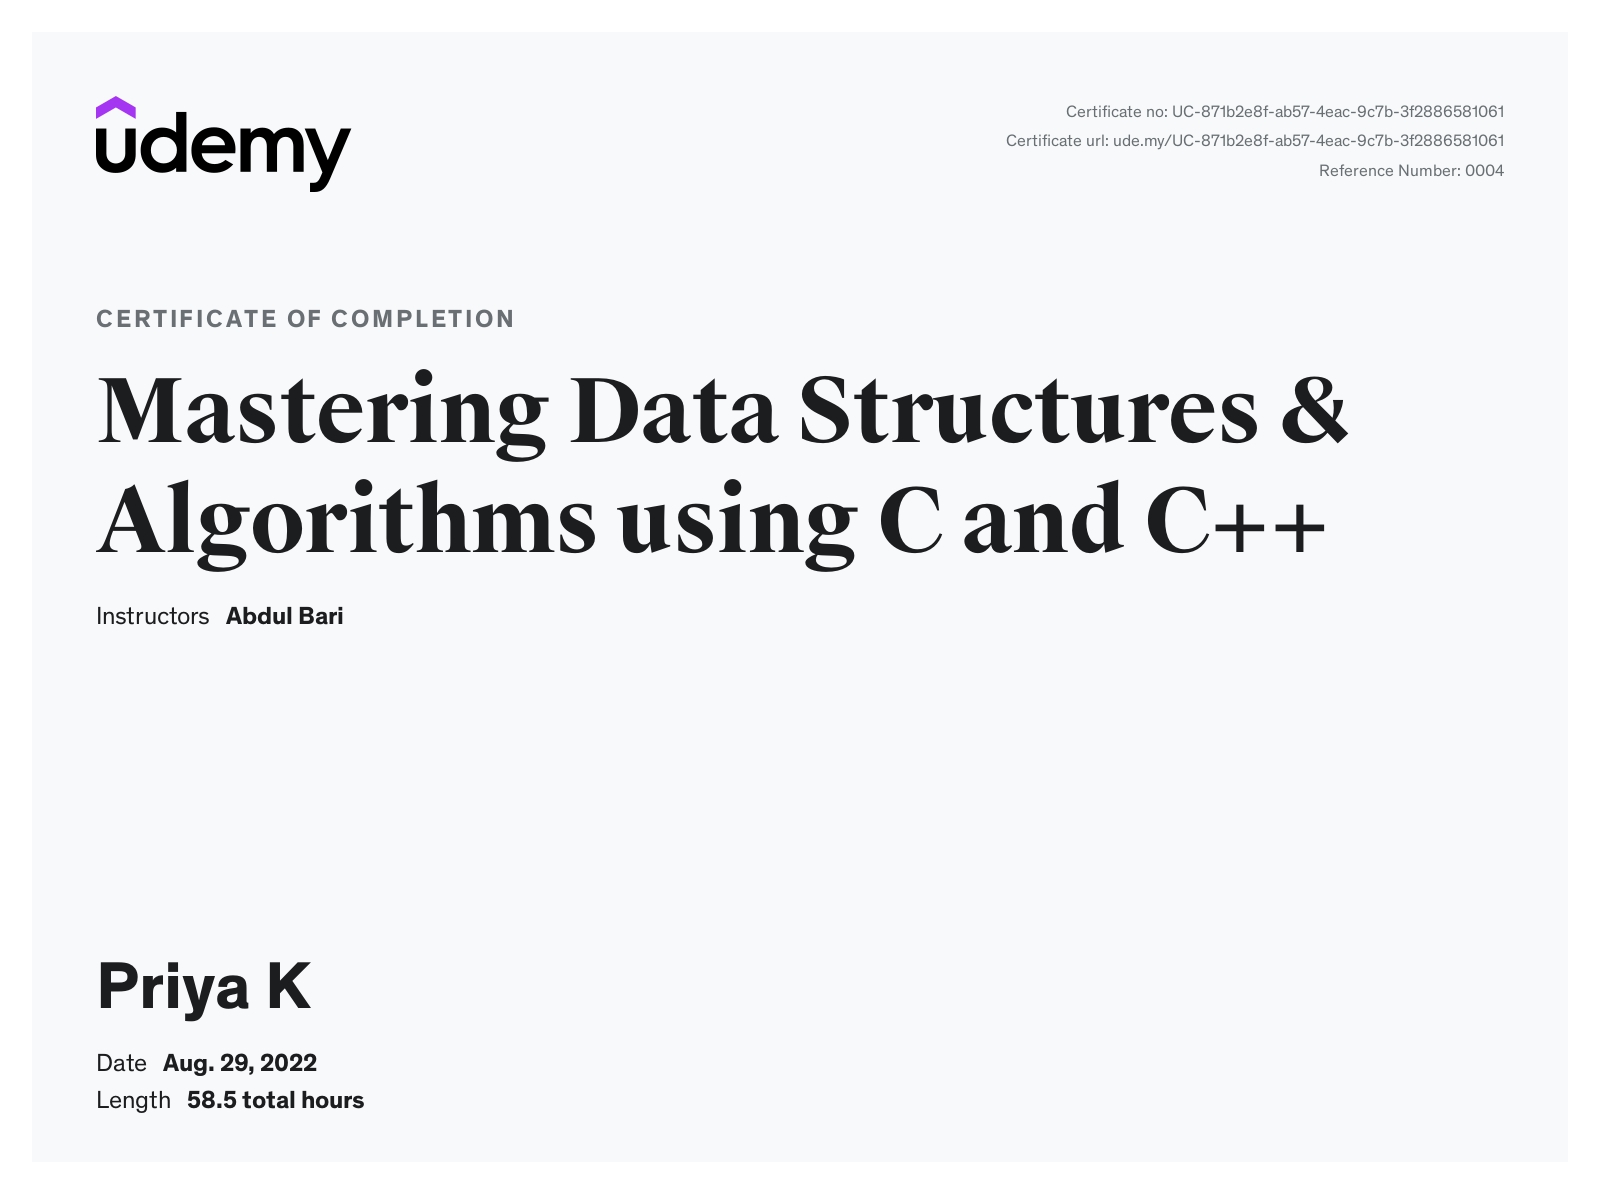 udemy
Certificate no: UC-871b2e8f-ab57-4eac-9c7b-3f2886581061
Certificate url: ude.my/UC-871b2e8f-ab57-4eac-9c7b-3f2886581061
Reference Number: 0004
CERTIFICATE OF COMPLETION
Mastering Data Structures &
Algorithms using C and C++
Instructors Abdul Bari
Priya K
Date Aug. 29, 2022
Length 58.5 total hours